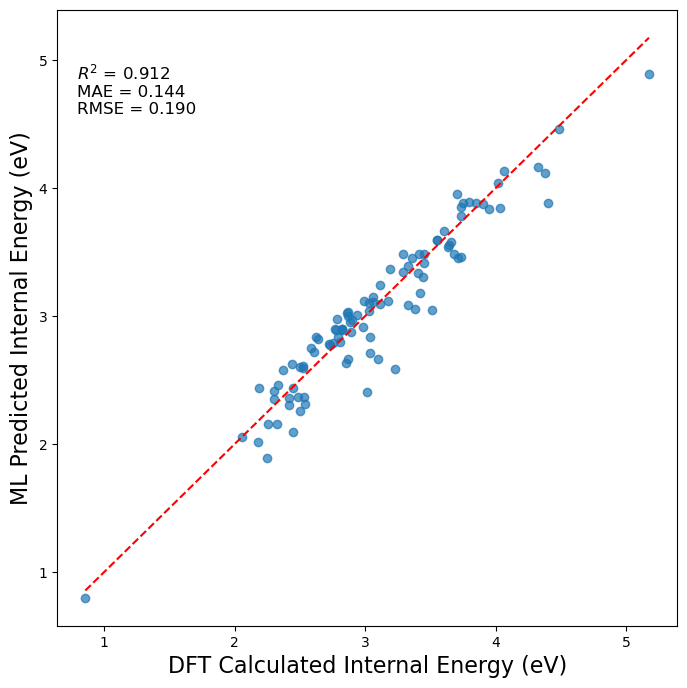 R² = 0.912
MAE = 0.144
RMSE = 0.190
ML Predicted Internal Energy (eV)
5
4
3
2
1
1 2 3 4 5
DFT Calculated Internal Energy (eV)